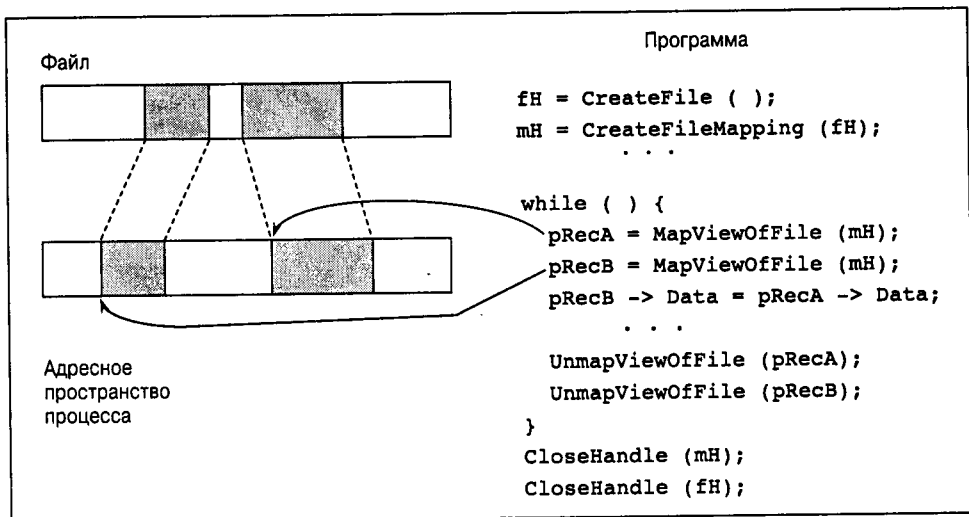 Файл
Адресное
пространство
процесса
Программа
fH = CreateFile ( );
mH = CreateFileMapping (fH);
. . .
while ( ) {
pRecA = MapViewOfFile (mH);
pRecB = MapViewOfFile (mH);
pRecB -> Data = pRecA -> Data;
. . .
UnmapViewOfFile (pRecA);
UnmapViewOfFile (pRecB);
}
CloseHandle (mH);
CloseHandle (fH);